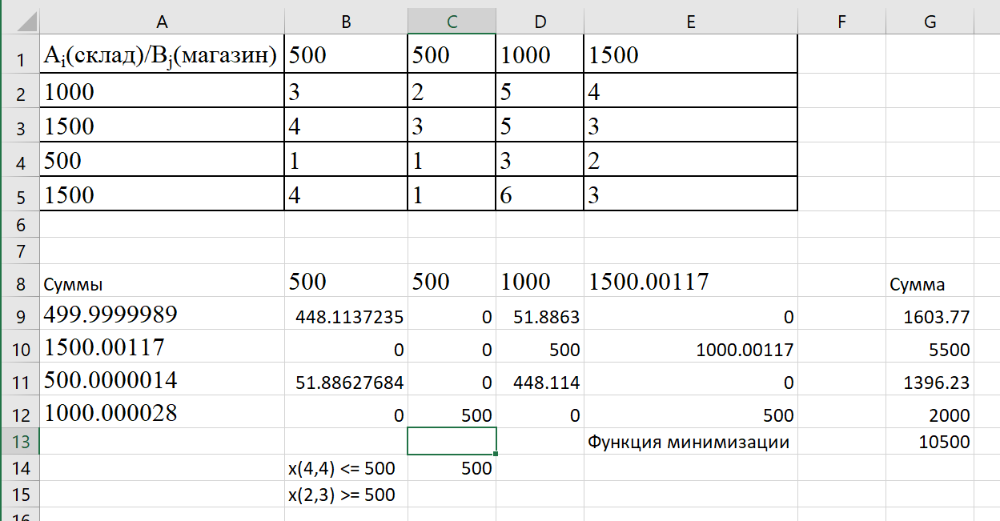 A B C D E F G
1 Ai(склад)/Bj(магазин) 500 500 1000 1500
2 1000 3 2 5 4
3 1500 4 3 5 3
4 500 1 1 3 2
5 1500 4 1 6 3
6
7
8 Суммы 500 500 1000 1500.00117 Сумма
9 499.9999989 448.1137235 0 51.8863 0 1603.77
10 1500.00117 0 0 500 1000.00117 5500
11 500.0000014 51.88627684 0 448.114 0 1396.23
12 1000.000028 0 500 0 500 2000
13 Функция минимизации 10500
14 x(4,4) <= 500 500
15 x(2,3) >= 500
16